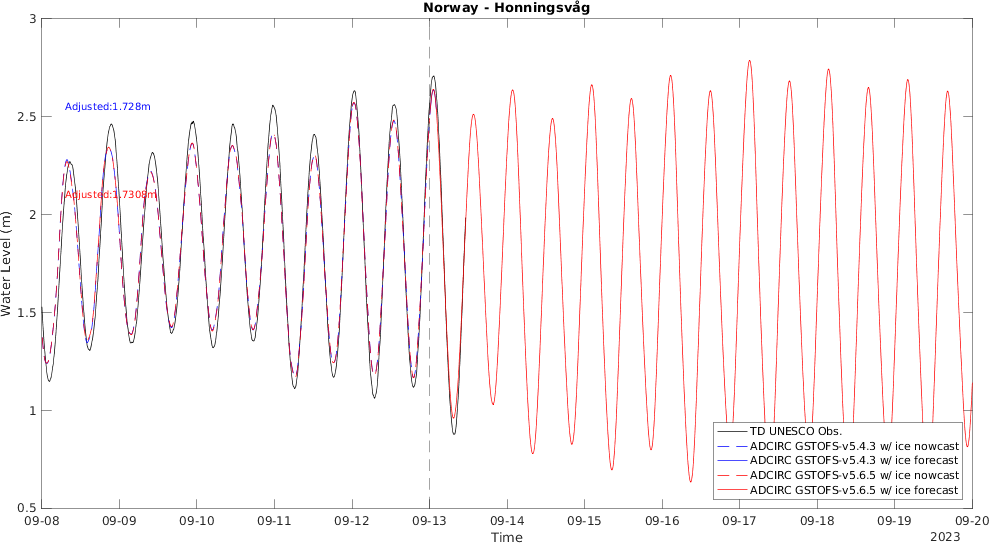 Norway - Honningsvåg
3
2.5
2
1.5
1
0.5
Water Level (m)
Adjusted:1.728m
Adjusted:1.7308m
TD UNESCO Obs.
ADCIRC GSTOFS-v5.4.3 w/ ice nowcast
ADCIRC GSTOFS-v5.4.3 w/ ice forecast
ADCIRC GSTOFS-v5.6.5 w/ ice nowcast
ADCIRC GSTOFS-v5.6.5 w/ ice forecast
09-08 09-09 09-10 09-11 09-12 09-13 09-14 09-15 09-16 09-17 09-18 09-19 09-20
Time
2023